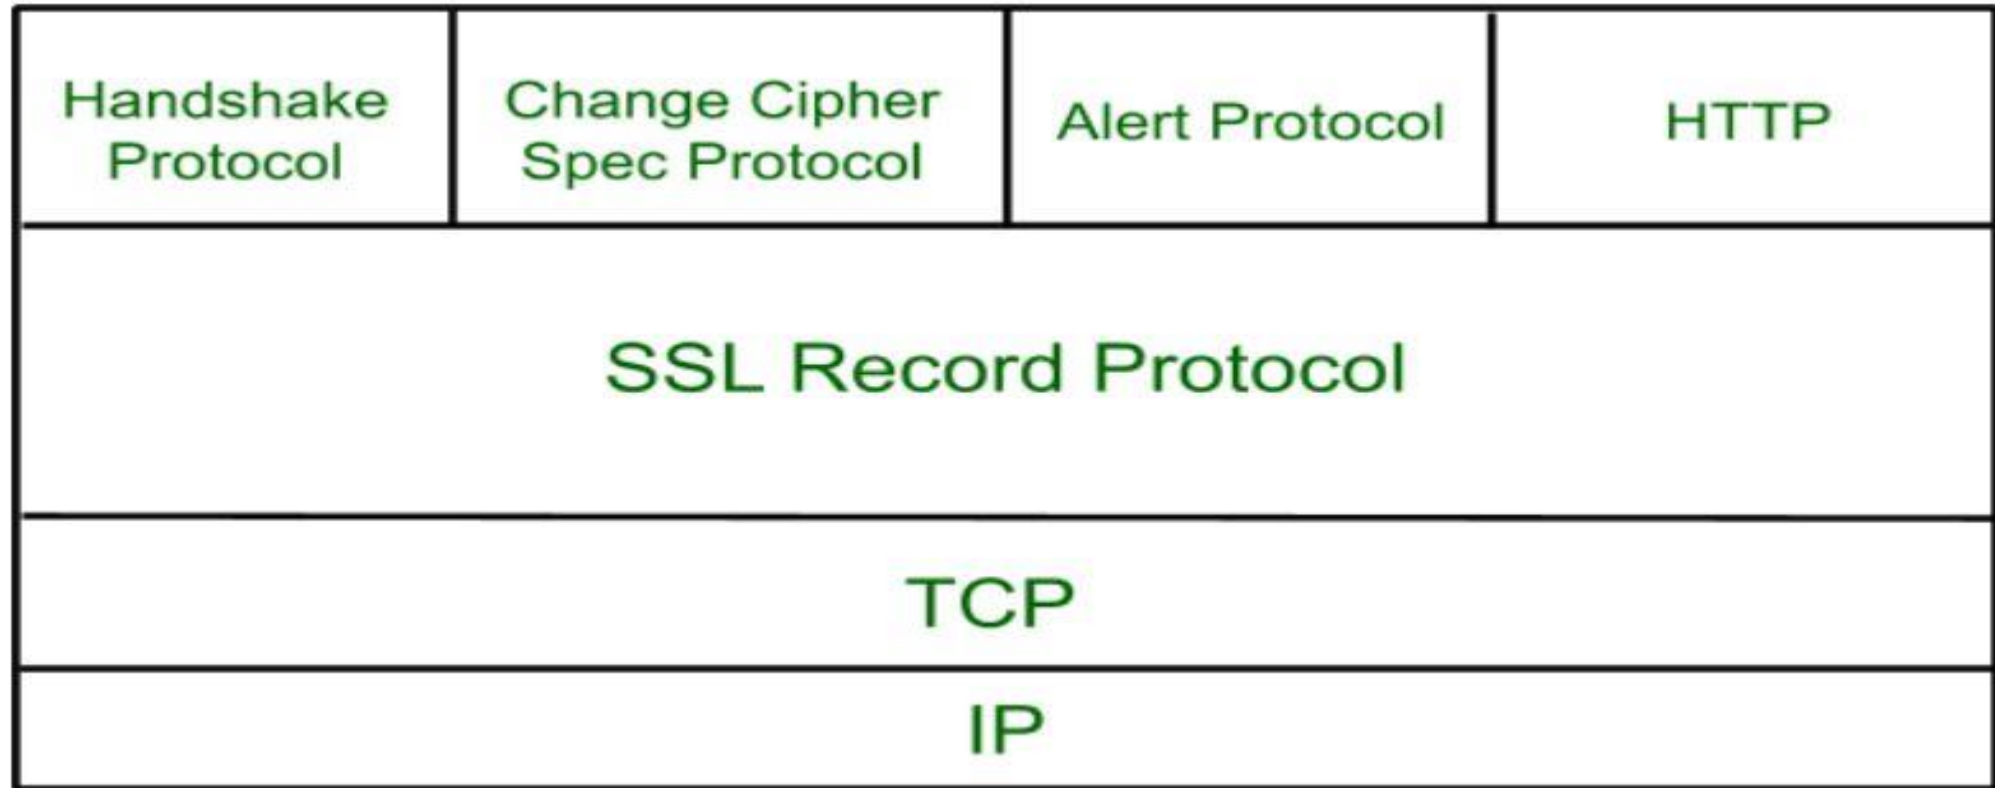 Handshake
Protocol
Change Cipher
Spec Protocol
Alert Protocol
HTTP
SSL Record Protocol
TCP
IP